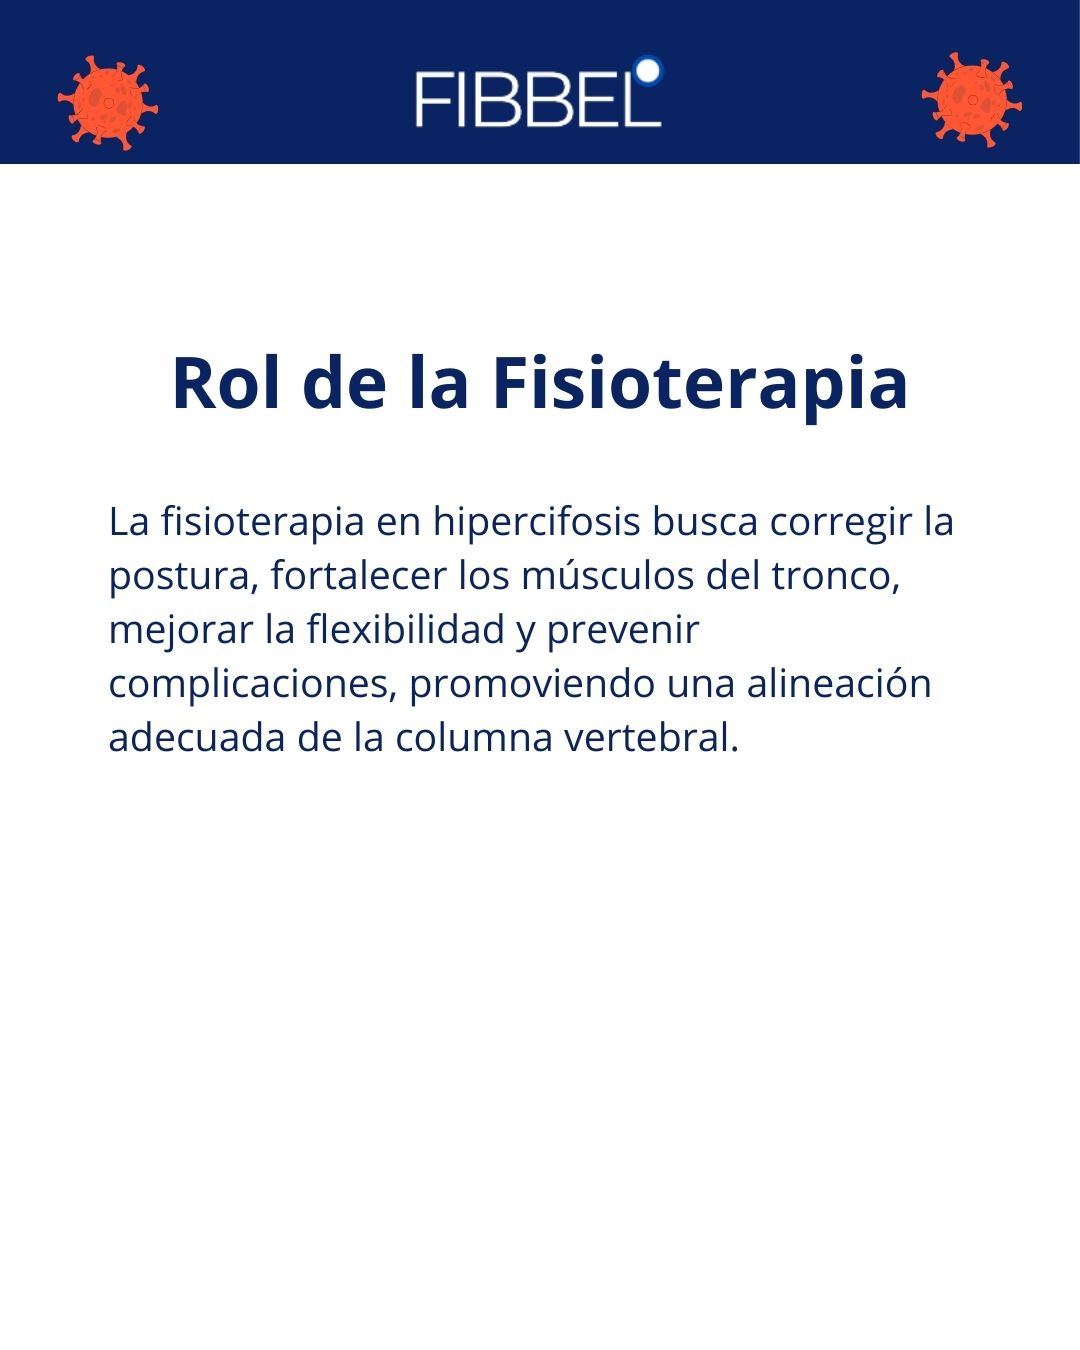 FIBBEL
Rol de la Fisioterapia
La fisioterapia en hipercifosis busca corregir la
postura, fortalecer los músculos del tronco,
mejorar la flexibilidad y prevenir
complicaciones, promoviendo una alineación
adecuada de la columna vertebral.